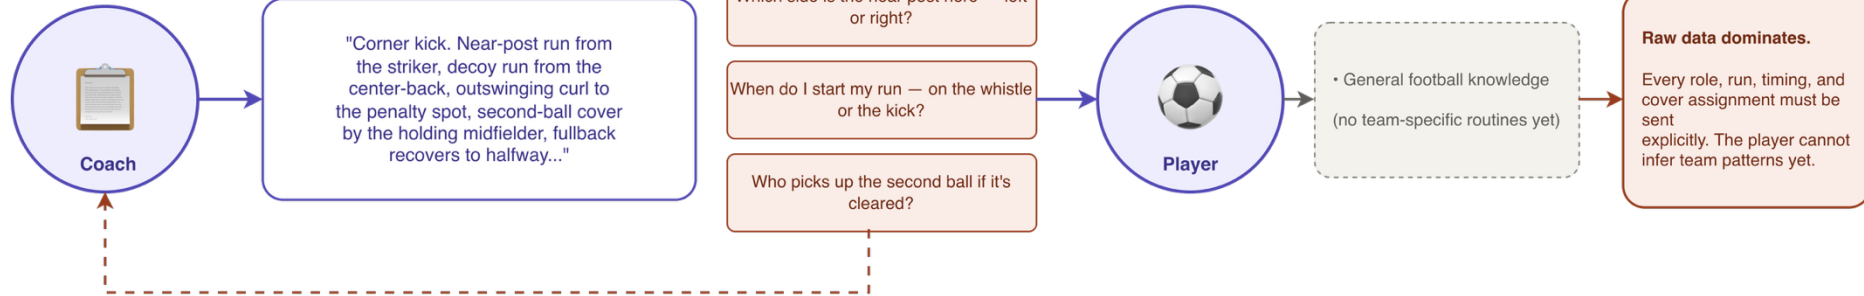 Coach
"Corner kick. Near-post run from
the striker, decoy run from the
center-back, outswinging curl to
the penalty spot, second-ball cover
by the holding midfielder, fullback
recovers to halfway..."
or right?
When do I start my run — on the whistle
or the kick?
Who picks up the second ball if it's
cleared?
Player
• General football knowledge
(no team-specific routines yet)
Raw data dominates.
Every role, run, timing, and
cover assignment must be
sent
explicitly. The player cannot
infer team patterns yet.